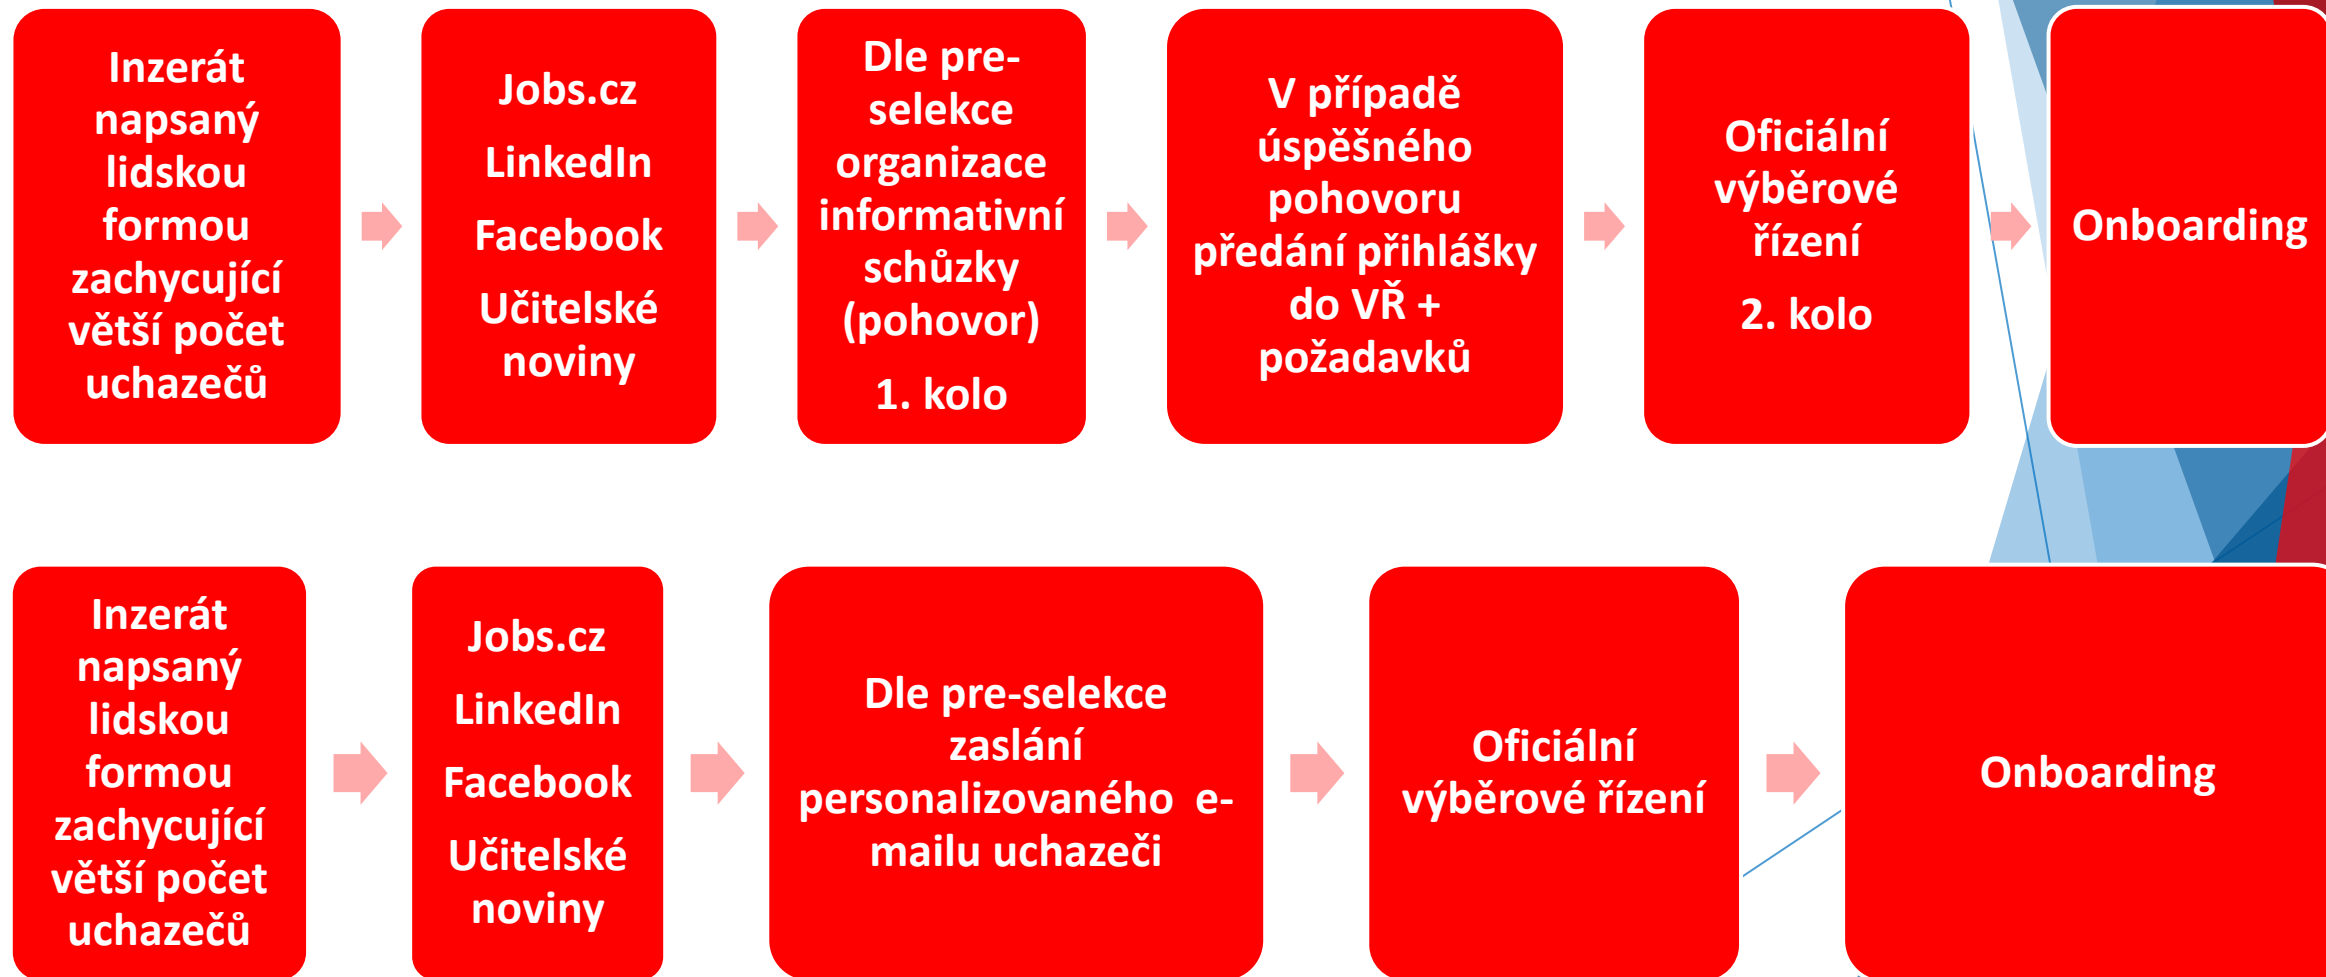 Inzerát
napsaný
lidskou
formou
zachycující
větší počet
uchazečů
Jobs.cz
LinkedIn
Facebook
Učitelské
noviny
Dle pre-
selekce
organizace
informativní
schůzky
(pohovor)
1. kolo
V případě
úspěšného
pohovoru
předání přihlášky
do VŘ +
požadavků
Oficiální
výběrové
řízení
2. kolo
Onboarding
Inzerát
napsaný
lidskou
formou
zachycující
větší počet
uchazečů
Jobs.cz
LinkedIn
Facebook
Učitelské
noviny
Dle pre-selekce
zaslání
personalizovaného  e-
mailu uchazeči
Oficiální
výběrové řízení
Onboarding